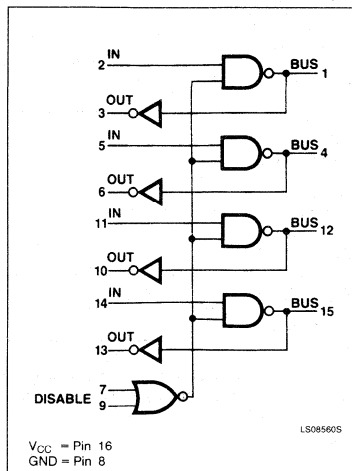 IN
2
BUS
1
OUT
3
IN
5
BUS
4
OUT
6
IN
11
BUS
12
OUT
10
IN
14
BUS
15
OUT
13
DISABLE
7
9
LS08560S
VCC = Pin 16
GND = Pin 8